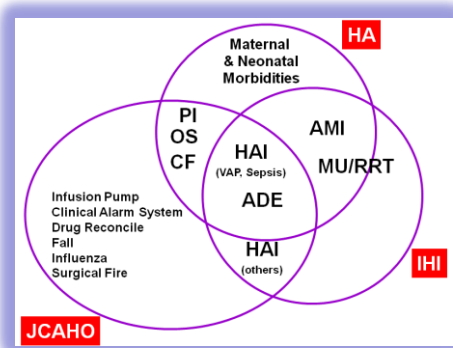 HA
Maternal
& Neonatal
Morbidities
PI
OS
CF
HAI
(VAP, Sepsis)
ADE
AMI
MU/RRT
Infusion Pump
Clinical Alarm System
Drug Reconcile
Fall
Influenza
Surgical Fire
HAI
(others)
IHI
JCAHO